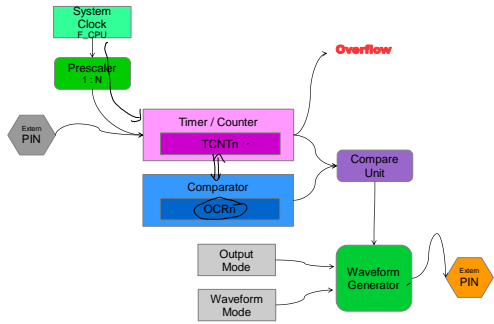 System
Clock
F_CPU
Prescaler
1 : N
Overflow
Extern
PIN
Timer / Counter
TCNTn
Compare
Unit
Comparator
OCRn
Output
Mode
Waveform
Mode
Waveform
Generator
Extern
PIN